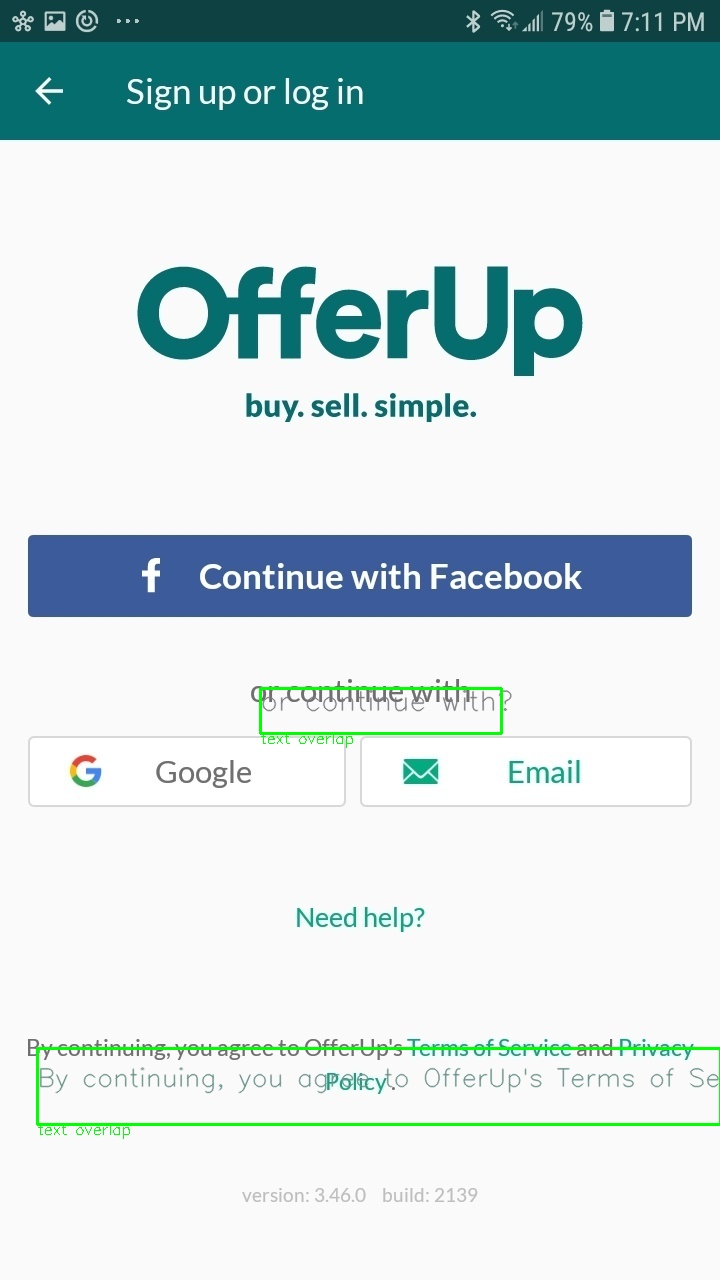 79% 7:11 PM
Sign up or log in
OfferUp
buy. sell. simple.
f Continue with Facebook
or continue with
or continue with?
text overlap
G Google Email
Need help?
By continuing, you agree to OfferUp's Terms of Service and Privacy
Policy.
By continuing, you agree to OfferUp's Terms of Se
text overlap
version: 3.46.0 build: 2139